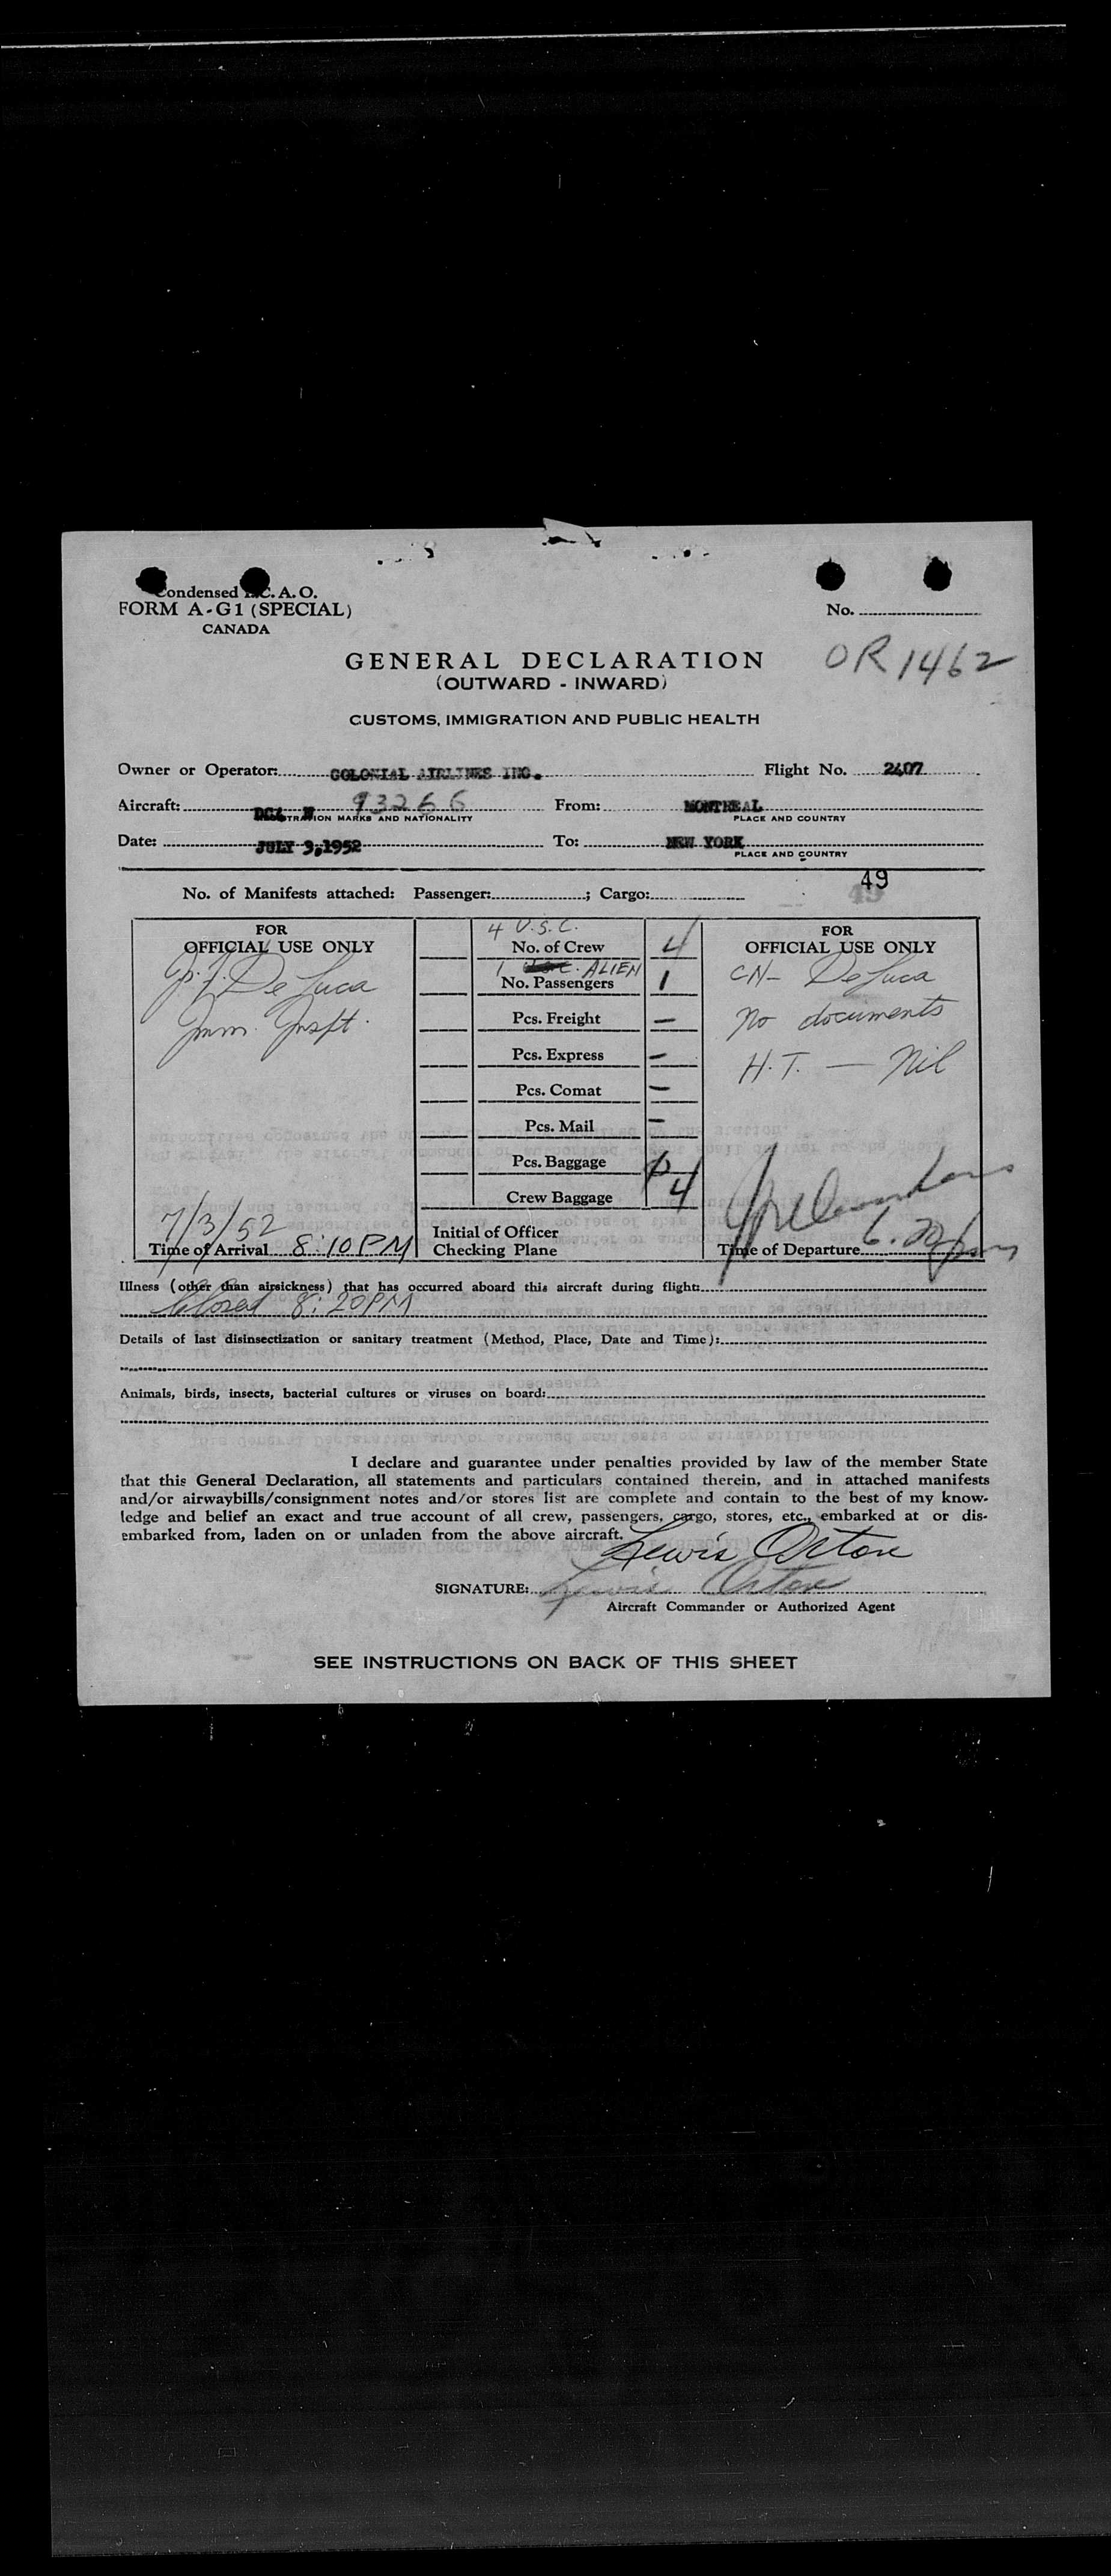 Condensed I.C.A.O.
FORM A-G1 (SPECIAL)
CANADA
No.
OR 1462
GENERAL DECLARATION
(OUTWARD - INWARD)
CUSTOMS, IMMIGRATION AND PUBLIC HEALTH
Owner or Operator: COLONIAL AIRLINES INC. Flight No. 2407
Aircraft: DC4 N 93266 From: MONTREAL
REGISTRATION MARKS AND NATIONALITY PLACE AND COUNTRY
Date: JULY 3,1952 To: NEW YORK
PLACE AND COUNTRY
49
No. of Manifests attached: Passenger: ; Cargo:
FOR
OFFICIAL USE ONLY
De Luca
Imm. Inspt.
7/3/52
Time of Arrival 8:10 PM
4 U.S.C.
No. of Crew 4
1 ALIEN
No. Passengers 1
Pcs. Freight —
Pcs. Express —
Pcs. Comat —
Pcs. Mail —
Pcs. Baggage
Crew Baggage 4
Initial of Officer
Checking Plane
FOR
OFFICIAL USE ONLY
CN- DeLuca
No documents
H.T. — Nil
Time of Departure 6.20 pm
Illness (other than airsickness) that has occurred aboard this aircraft during flight:
Closed 8:20 PM
Details of last disinsectization or sanitary treatment (Method, Place, Date and Time):
Animals, birds, insects, bacterial cultures or viruses on board:
I declare and guarantee under penalties provided by law of the member State
that this General Declaration, all statements and particulars contained therein, and in attached manifests
and/or airwaybills/consignment notes and/or stores list are complete and contain to the best of my know-
ledge and belief an exact and true account of all crew, passengers, cargo, stores, etc., embarked at or dis-
embarked from, laden on or unladen from the above aircraft.
Lewis Orton
SIGNATURE: Lewis Orton
Aircraft Commander or Authorized Agent
SEE INSTRUCTIONS ON BACK OF THIS SHEET